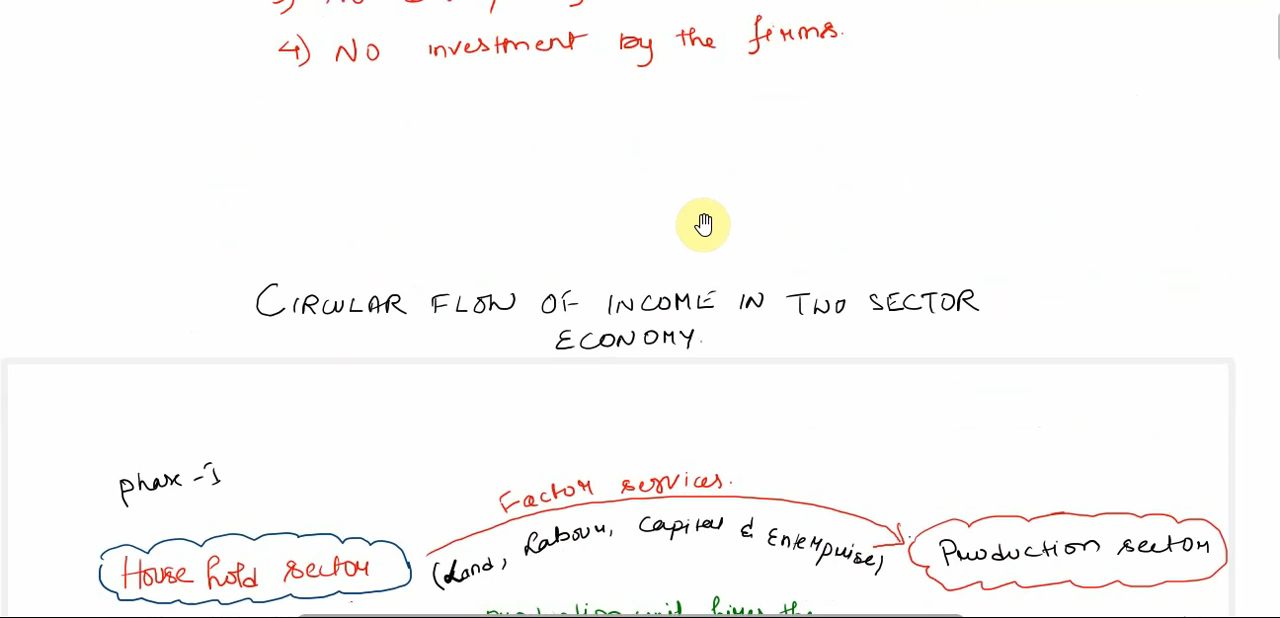 4) NO investment by the firms.
CIRCULAR FLOW OF INCOME IN TWO SECTOR
ECONOMY.
phase-I
Factor services.
(Land, Labour, Capital & Enterprise)
House hold sector
Production sector